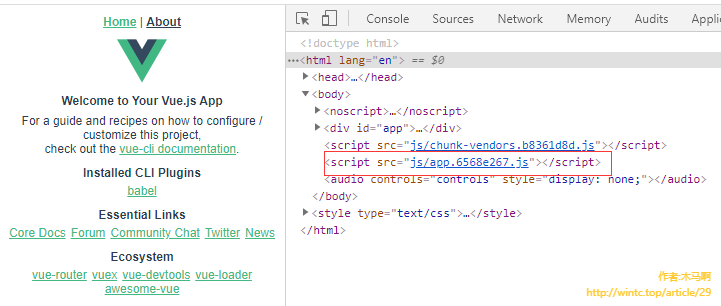 Home | About
Welcome to Your Vue.js App
For a guide and recipes on how to configure /
customize this project,
check out the vue-cli documentation.
Installed CLI Plugins
babel
Essential Links
Core Docs Forum Community Chat Twitter News
Ecosystem
vue-router vuex vue-devtools vue-loader
awesome-vue
Console Sources Network Memory Audits Appl
<!doctype html>
…<html lang="en"> == $0
<head>…</head>
<body>
<noscript>…</noscript>
<div id="app">…</div>
<script src="js/chunk-vendors.b8361d8d.js"></script>
<script src="js/app.6568e267.js"></script>
<audio controls="controls" style="display: none;"></audio>
</body>
<style type="text/css">…</style>
</html>
作者:木马啊
http://wintc.top/article/29